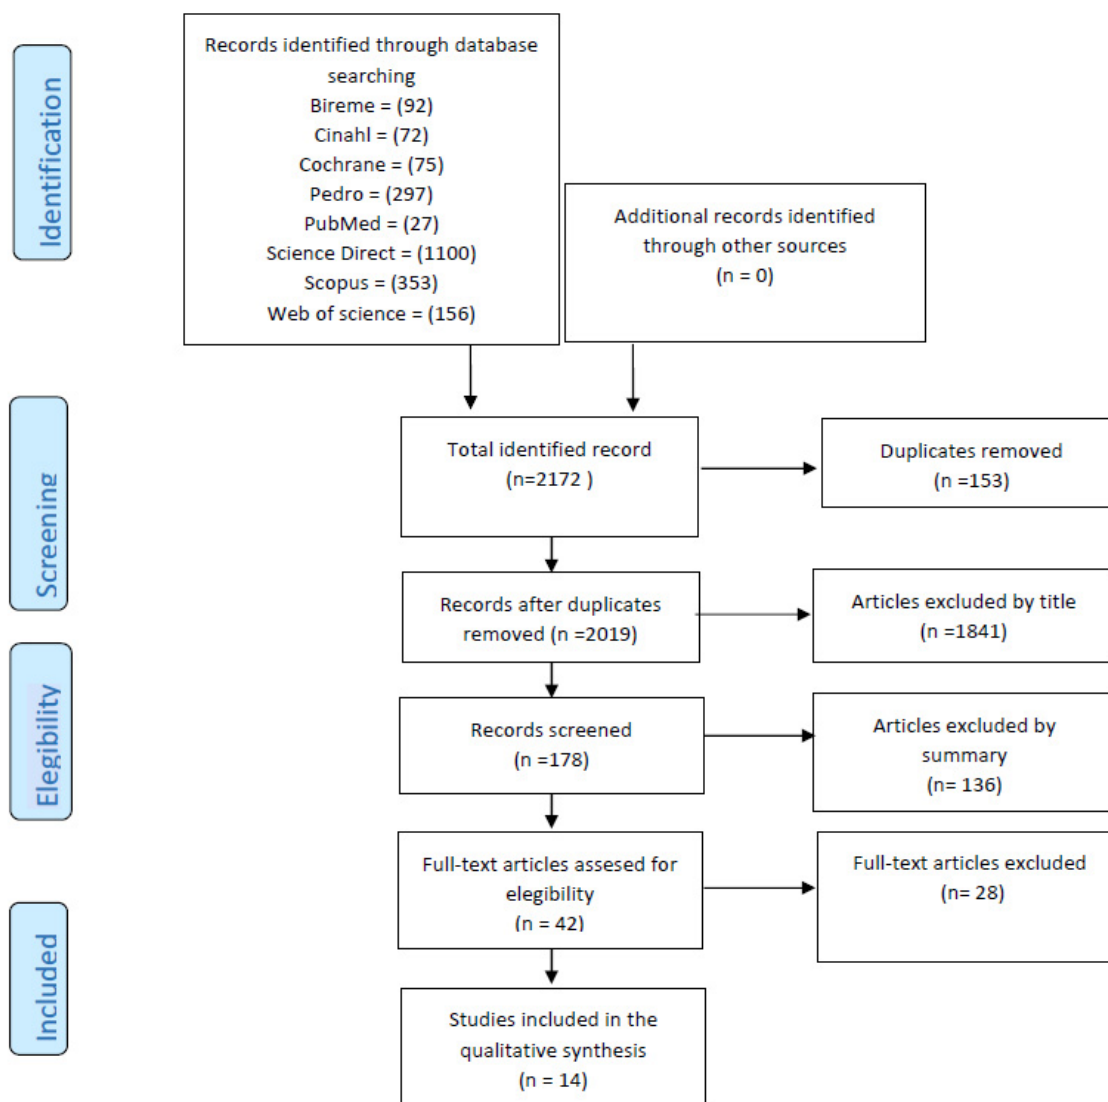 Identification
Records identified through database
searching
Bireme = (92)
Cinahl = (72)
Cochrane = (75)
Pedro = (297)
PubMed = (27)
Science Direct = (1100)
Scopus = (353)
Web of science = (156)
Additional records identified
through other sources
(n = 0)
Screening
Total identified record
(n=2172 )
Duplicates removed
(n =153)
Records after duplicates
removed (n =2019)
Articles excluded by title
(n =1841)
Elegibility
Records screened
(n =178)
Articles excluded by
summary
(n= 136)
Full-text articles assesed for
elegibility
(n = 42)
Full-text articles excluded
(n= 28)
Included
Studies included in the
qualitative synthesis
(n = 14)